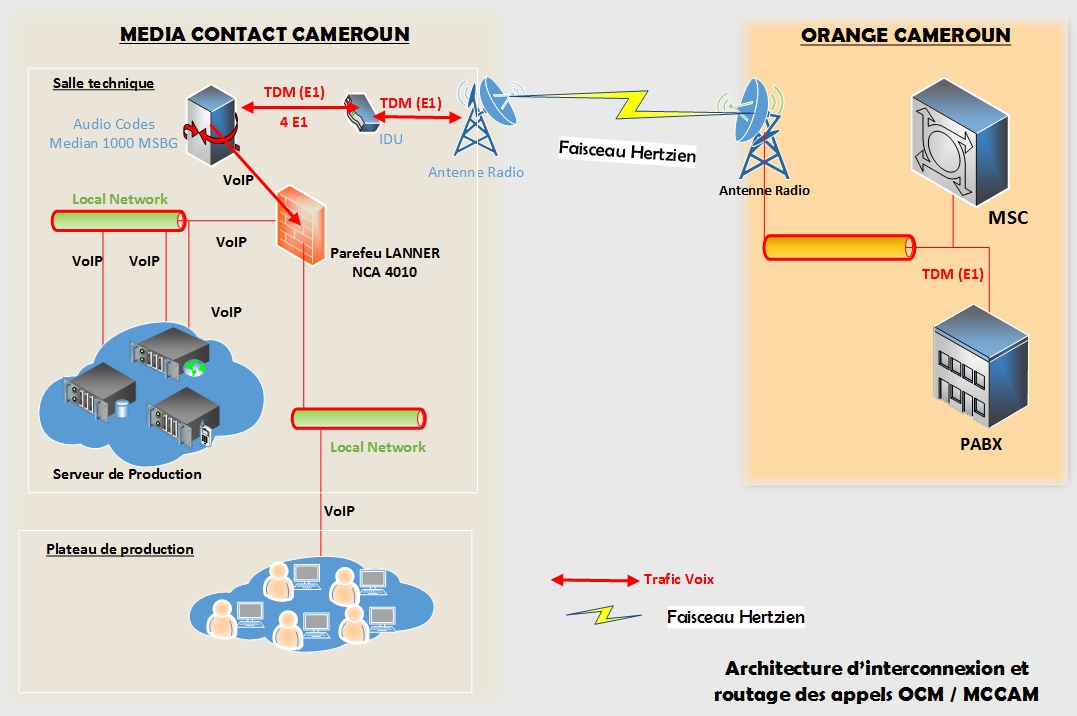 MEDIA CONTACT CAMEROUN
ORANGE CAMEROUN
Salle technique
TDM (E1)
4 E1
TDM (E1)
Audio Codes
Median 1000 MSBG
IDU
Antenne Radio
Faisceau Hertzien
Antenne Radio
MSC
VoIP
Local Network
VoIP
Parefeu LANNER
NCA 4010
VoIP
VoIP
TDM (E1)
VoIP
PABX
Local Network
Serveur de Production
VoIP
Plateau de production
Trafic Voix
Faisceau Hertzien
Architecture d'interconnexion et
routage des appels OCM / MCCAM